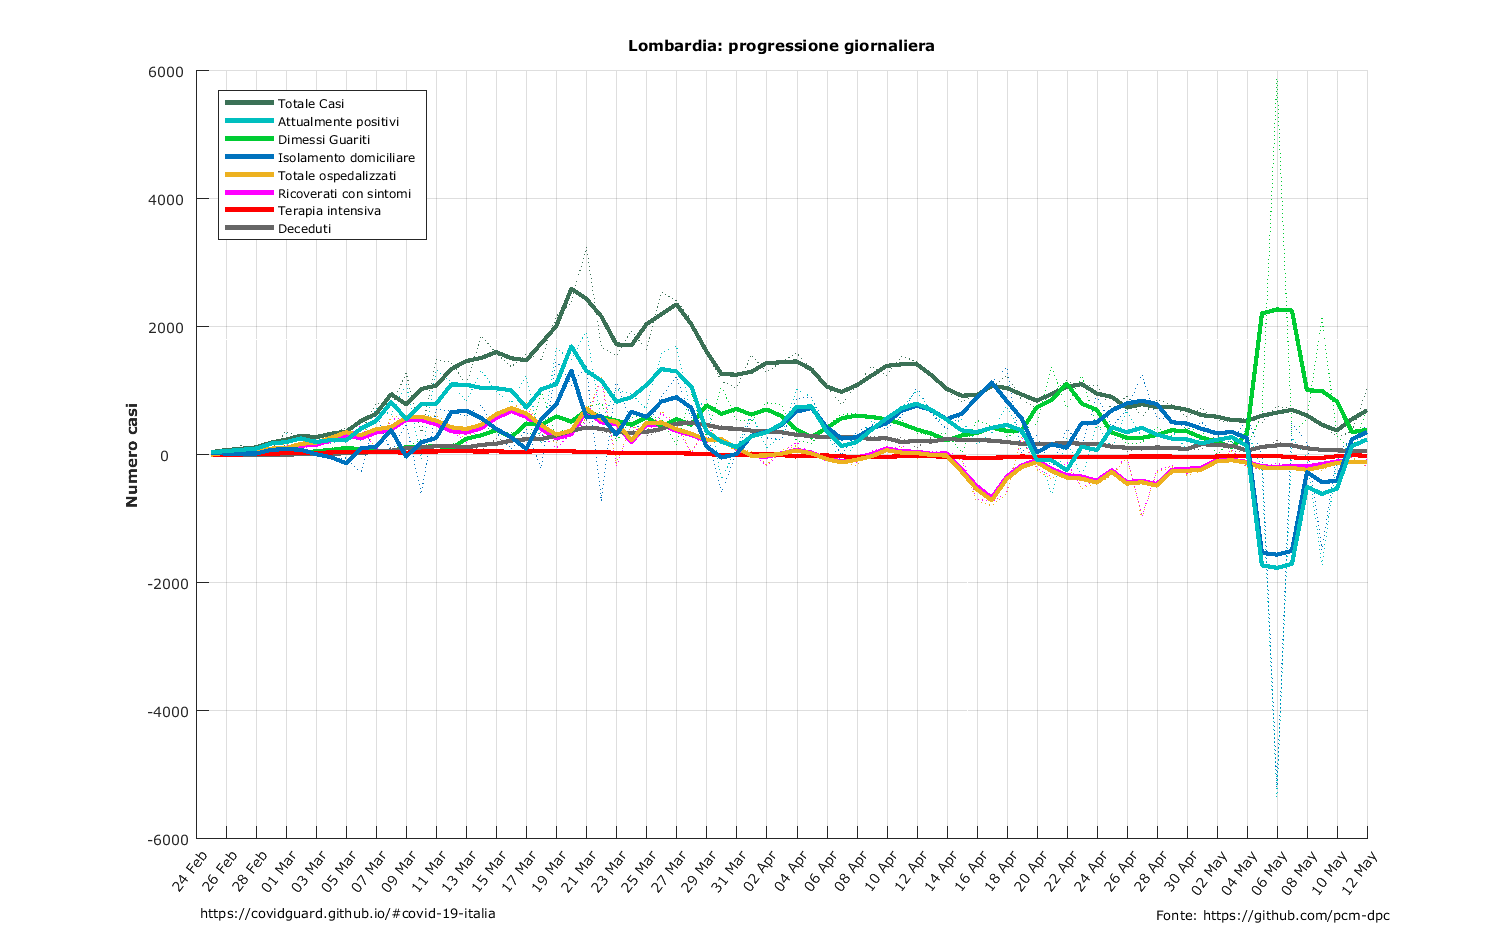 Lombardia: progressione giornaliera
6000
4000
2000
0
-2000
-4000
-6000
Numero casi
Totale Casi
Attualmente positivi
Dimessi Guariti
Isolamento domiciliare
Totale ospedalizzati
Ricoverati con sintomi
Terapia intensiva
Deceduti
24 Feb
26 Feb
28 Feb
01 Mar
03 Mar
05 Mar
07 Mar
09 Mar
11 Mar
13 Mar
15 Mar
17 Mar
19 Mar
21 Mar
23 Mar
25 Mar
27 Mar
29 Mar
31 Mar
02 Apr
04 Apr
06 Apr
08 Apr
10 Apr
12 Apr
14 Apr
16 Apr
18 Apr
20 Apr
22 Apr
24 Apr
26 Apr
28 Apr
30 Apr
02 May
04 May
06 May
08 May
10 May
12 May
https://covidguard.github.io/#covid-19-italia
Fonte: https://github.com/pcm-dpc